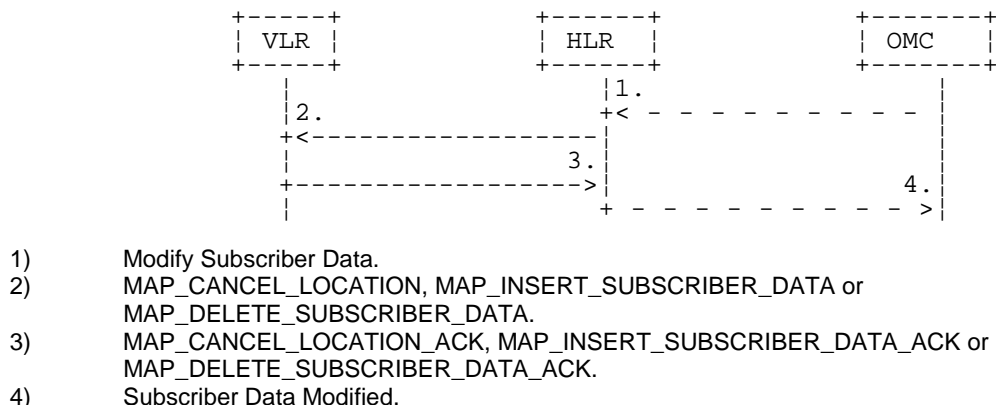 VLR HLR OMC
1.
2.
3.
4.
1) Modify Subscriber Data.
2) MAP_CANCEL_LOCATION, MAP_INSERT_SUBSCRIBER_DATA or
MAP_DELETE_SUBSCRIBER_DATA.
3) MAP_CANCEL_LOCATION_ACK, MAP_INSERT_SUBSCRIBER_DATA_ACK or
MAP_DELETE_SUBSCRIBER_DATA_ACK.
4) Subscriber Data Modified.